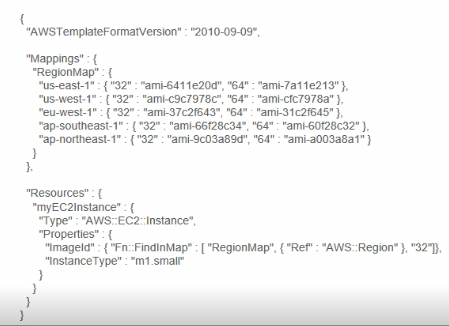 {
"AWSTemplateFormatVersion" : "2010-09-09",
"Mappings" : {
"RegionMap" : {
"us-east-1" : { "32" : "ami-6411e20d", "64" : "ami-7a11e213" },
"us-west-1" : { "32" : "ami-c9c7978c", "64" : "ami-cfc7978a" },
"eu-west-1" : { "32" : "ami-37c2f643", "64" : "ami-31c2f645" },
"ap-southeast-1" : { "32" : "ami-66f28c34", "64" : "ami-60f28c32" },
"ap-northeast-1" : { "32" : "ami-9c03a89d", "64" : "ami-a003a8a1" }
}
},
"Resources" : {
"myEC2Instance" : {
"Type" : "AWS::EC2::Instance",
"Properties" : {
"ImageId" : { "Fn::FindInMap" : [ "RegionMap", { "Ref" : "AWS::Region" }, "32"]},
"InstanceType" : "m1.small"
}
}
}
}